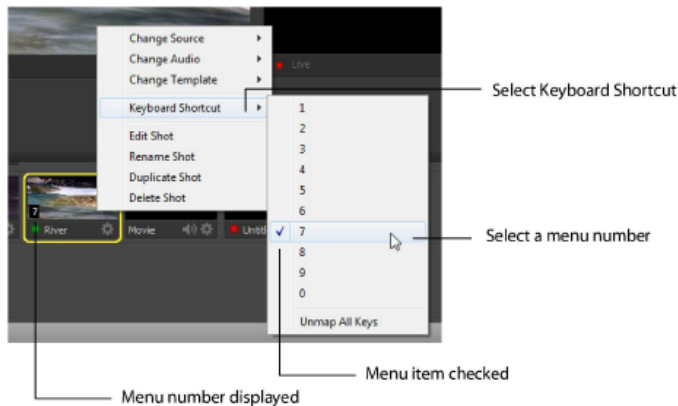 Change Source
Change Audio
Change Template
Live
Keyboard Shortcut
Select Keyboard Shortcut
1
2
Edit Shot
3
Rename Shot
4
Duplicate Shot
5
Delete Shot
6
7
River
Movie
7
Select a menu number
8
9
0
Unmap All Keys
Menu item checked
Menu number displayed